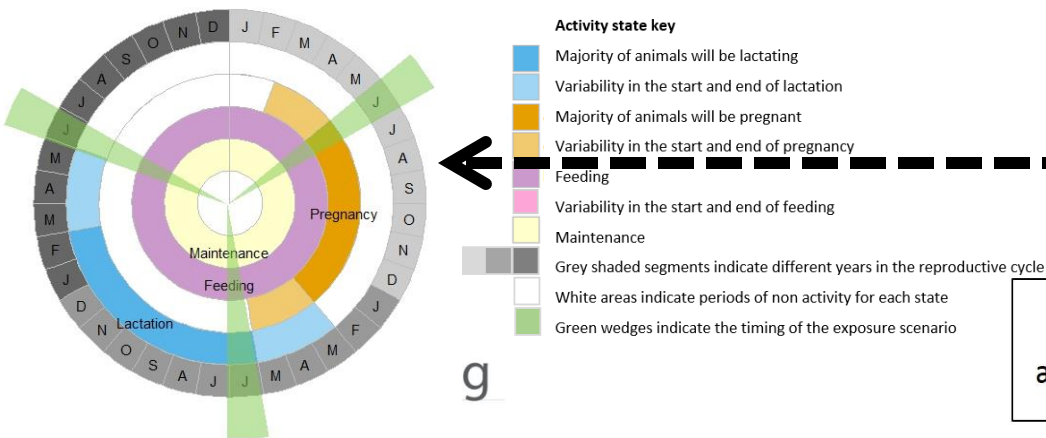 J F M A M J J A S O N D
J F M A M J J A S O N D
J F M A M J J A S O N D
Pregnancy
Maintenance
Feeding
Lactation
Activity state key
Majority of animals will be lactating
Variability in the start and end of lactation
Majority of animals will be pregnant
Variability in the start and end of pregnancy
Feeding
Variability in the start and end of feeding
Maintenance
Grey shaded segments indicate different years in the reproductive cycle
White areas indicate periods of non activity for each state
Green wedges indicate the timing of the exposure scenario
g
a